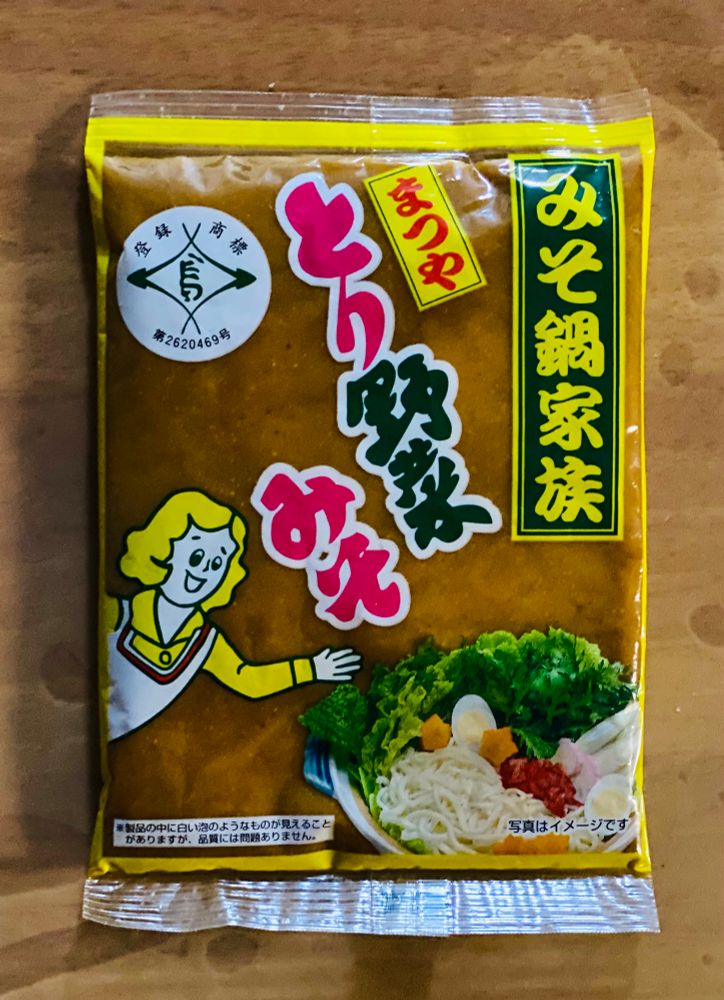 みそ鍋家族
まつや
とり野菜
みそ
登録商標
第2620469号
※製品の中に白い泡のようなものが見えること
がありますが、品質には問題ありません。
写真はイメージです